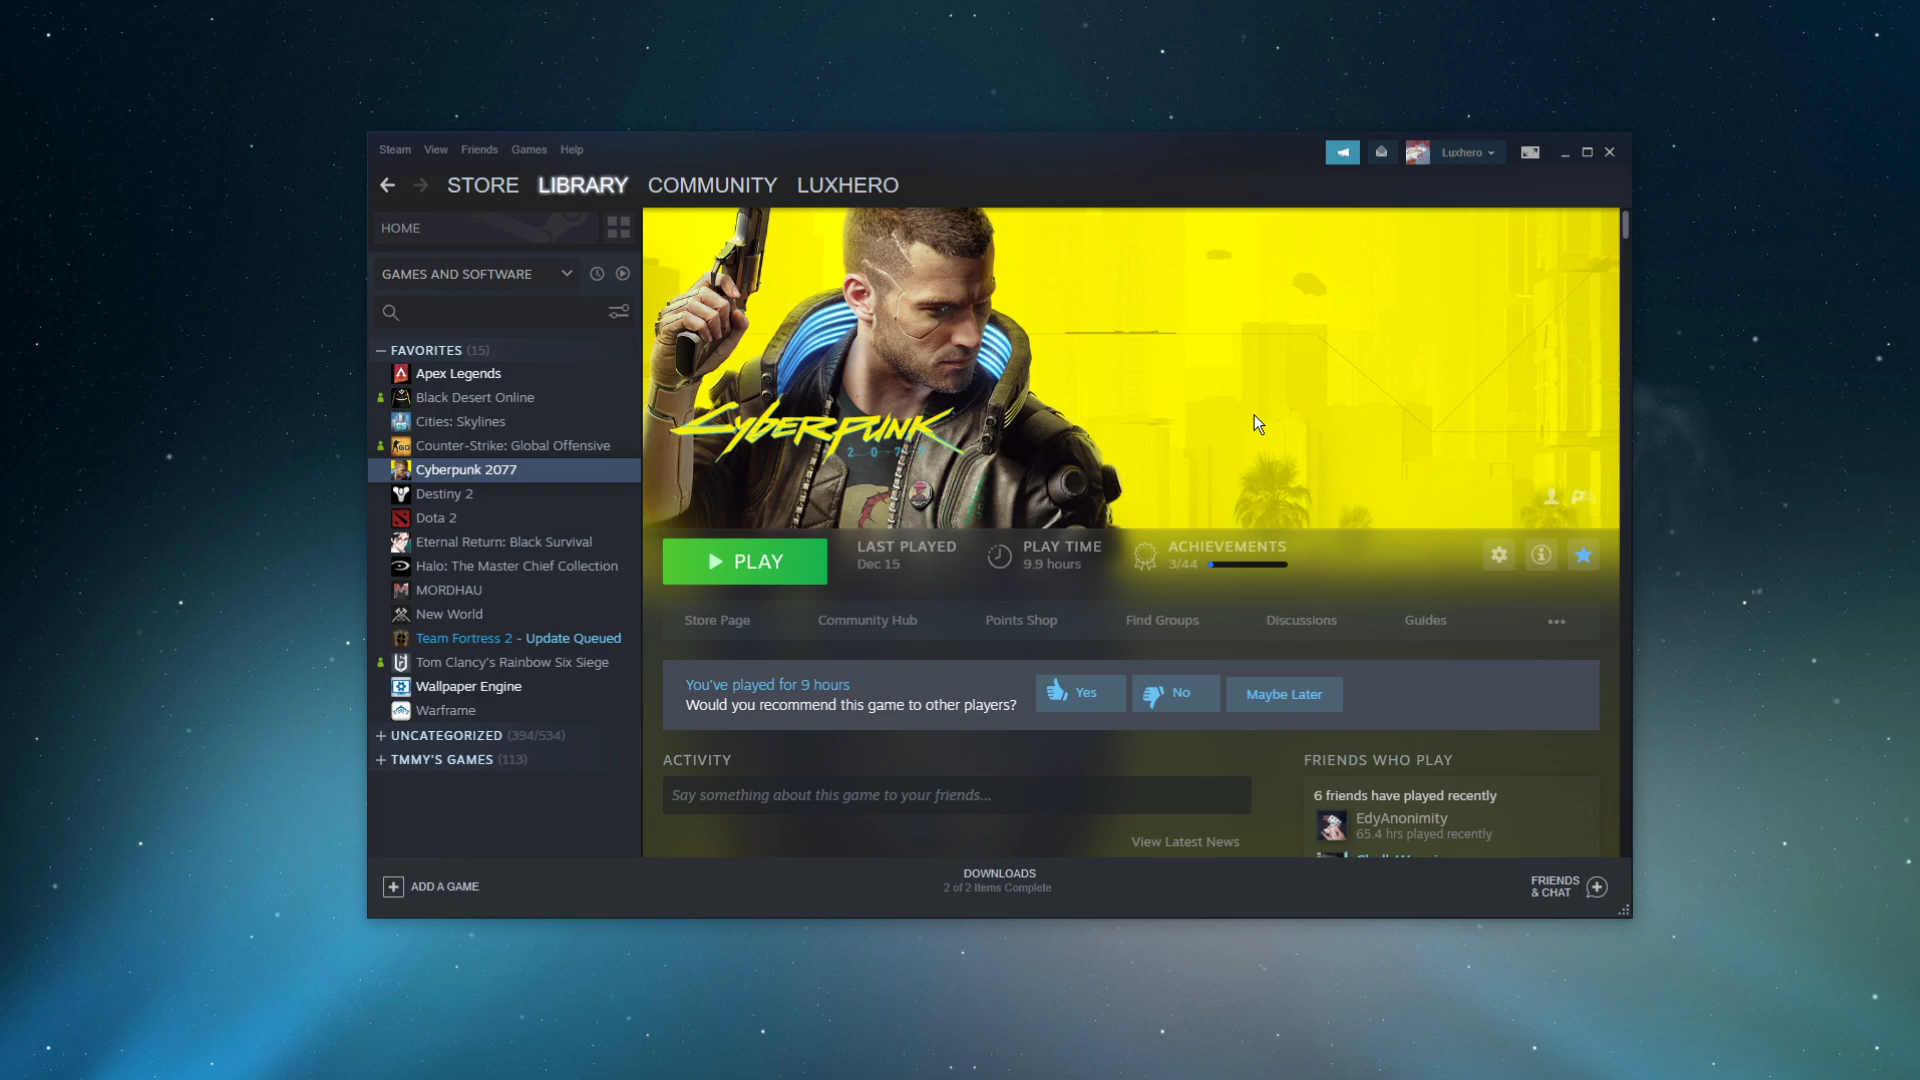 Steam View Friends Games Help
Luxhero
STORE LIBRARY COMMUNITY LUXHERO
HOME
GAMES AND SOFTWARE
FAVORITES (15)
Apex Legends
Black Desert Online
Cities: Skylines
Counter-Strike: Global Offensive
Cyberpunk 2077
Destiny 2
Dota 2
Eternal Return: Black Survival
Halo: The Master Chief Collection
MORDHAU
New World
Team Fortress 2 - Update Queued
Tom Clancy's Rainbow Six Siege
Wallpaper Engine
Warframe
+ UNCATEGORIZED (394/534)
+ TMMY'S GAMES (113)
Cyberpunk
2077
PLAY
LAST PLAYED
Dec 15
PLAY TIME
9.9 hours
ACHIEVEMENTS
3/44
Store Page Community Hub Points Shop Find Groups Discussions Guides
You've played for 9 hours
Would you recommend this game to other players?
Yes No Maybe Later
ACTIVITY
Say something about this game to your friends...
View Latest News
FRIENDS WHO PLAY
6 friends have played recently
EdyAnonimity
65.4 hrs played recently
ADD A GAME
DOWNLOADS
2 of 2 Items Complete
FRIENDS
& CHAT